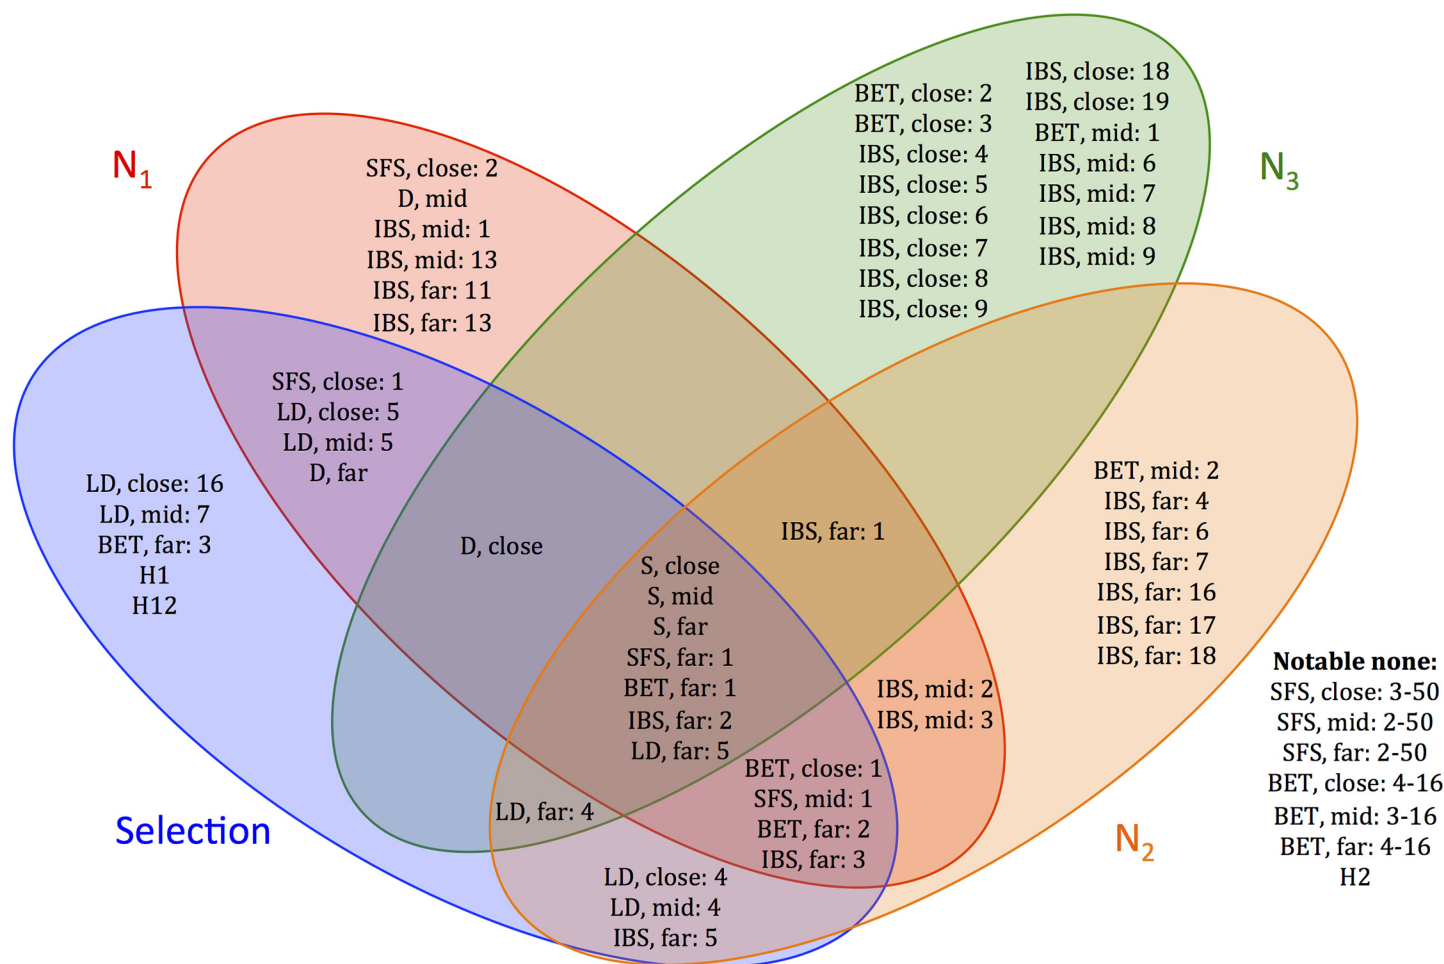 N1
SFS, close: 2
D, mid
IBS, mid: 1
IBS, mid: 13
IBS, far: 11
IBS, far: 13
BET, close: 2
BET, close: 3
IBS, close: 4
IBS, close: 5
IBS, close: 6
IBS, close: 7
IBS, close: 8
IBS, close: 9
IBS, close: 18
IBS, close: 19
BET, mid: 1
IBS, mid: 6
IBS, mid: 7
IBS, mid: 8
IBS, mid: 9
N3
SFS, close: 1
LD, close: 5
LD, mid: 5
D, far
LD, close: 16
LD, mid: 7
BET, far: 3
H1
H12
D, close
IBS, far: 1
S, close
S, mid
S, far
SFS, far: 1
BET, far: 1
IBS, far: 2
LD, far: 5
BET, mid: 2
IBS, far: 4
IBS, far: 6
IBS, far: 7
IBS, far: 16
IBS, far: 17
IBS, far: 18
IBS, mid: 2
IBS, mid: 3
BET, close: 1
SFS, mid: 1
BET, far: 2
IBS, far: 3
LD, far: 4
LD, close: 4
LD, mid: 4
IBS, far: 5
Selection
N2
Notable none:
SFS, close: 3-50
SFS, mid: 2-50
SFS, far: 2-50
BET, close: 4-16
BET, mid: 3-16
BET, far: 4-16
H2